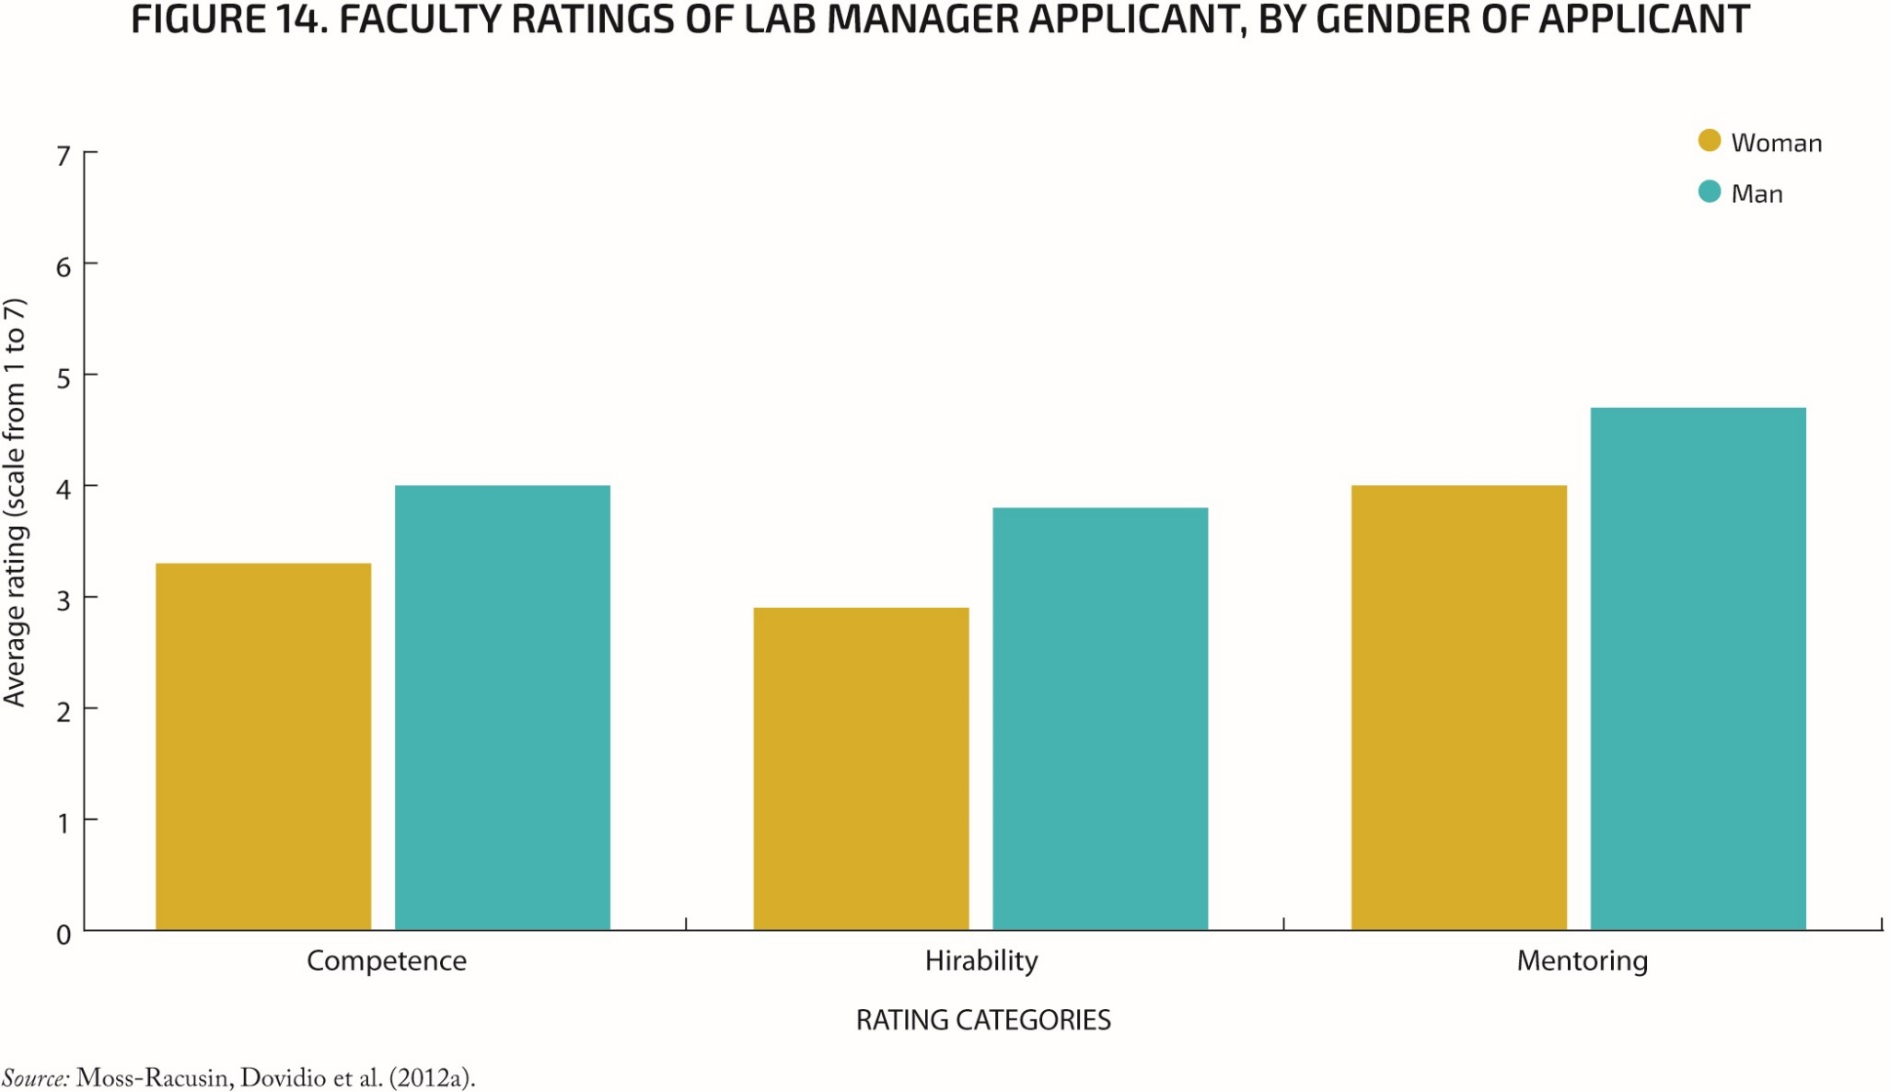 FIGURE 14. FACULTY RATINGS OF LAB MANAGER APPLICANT, BY GENDER OF APPLICANT
Woman
Man
Average rating (scale from 1 to 7)
7
6
5
4
3
2
1
0
Competence
Hirability
Mentoring
RATING CATEGORIES
Source: Moss-Racusin, Dovidio et al. (2012a).